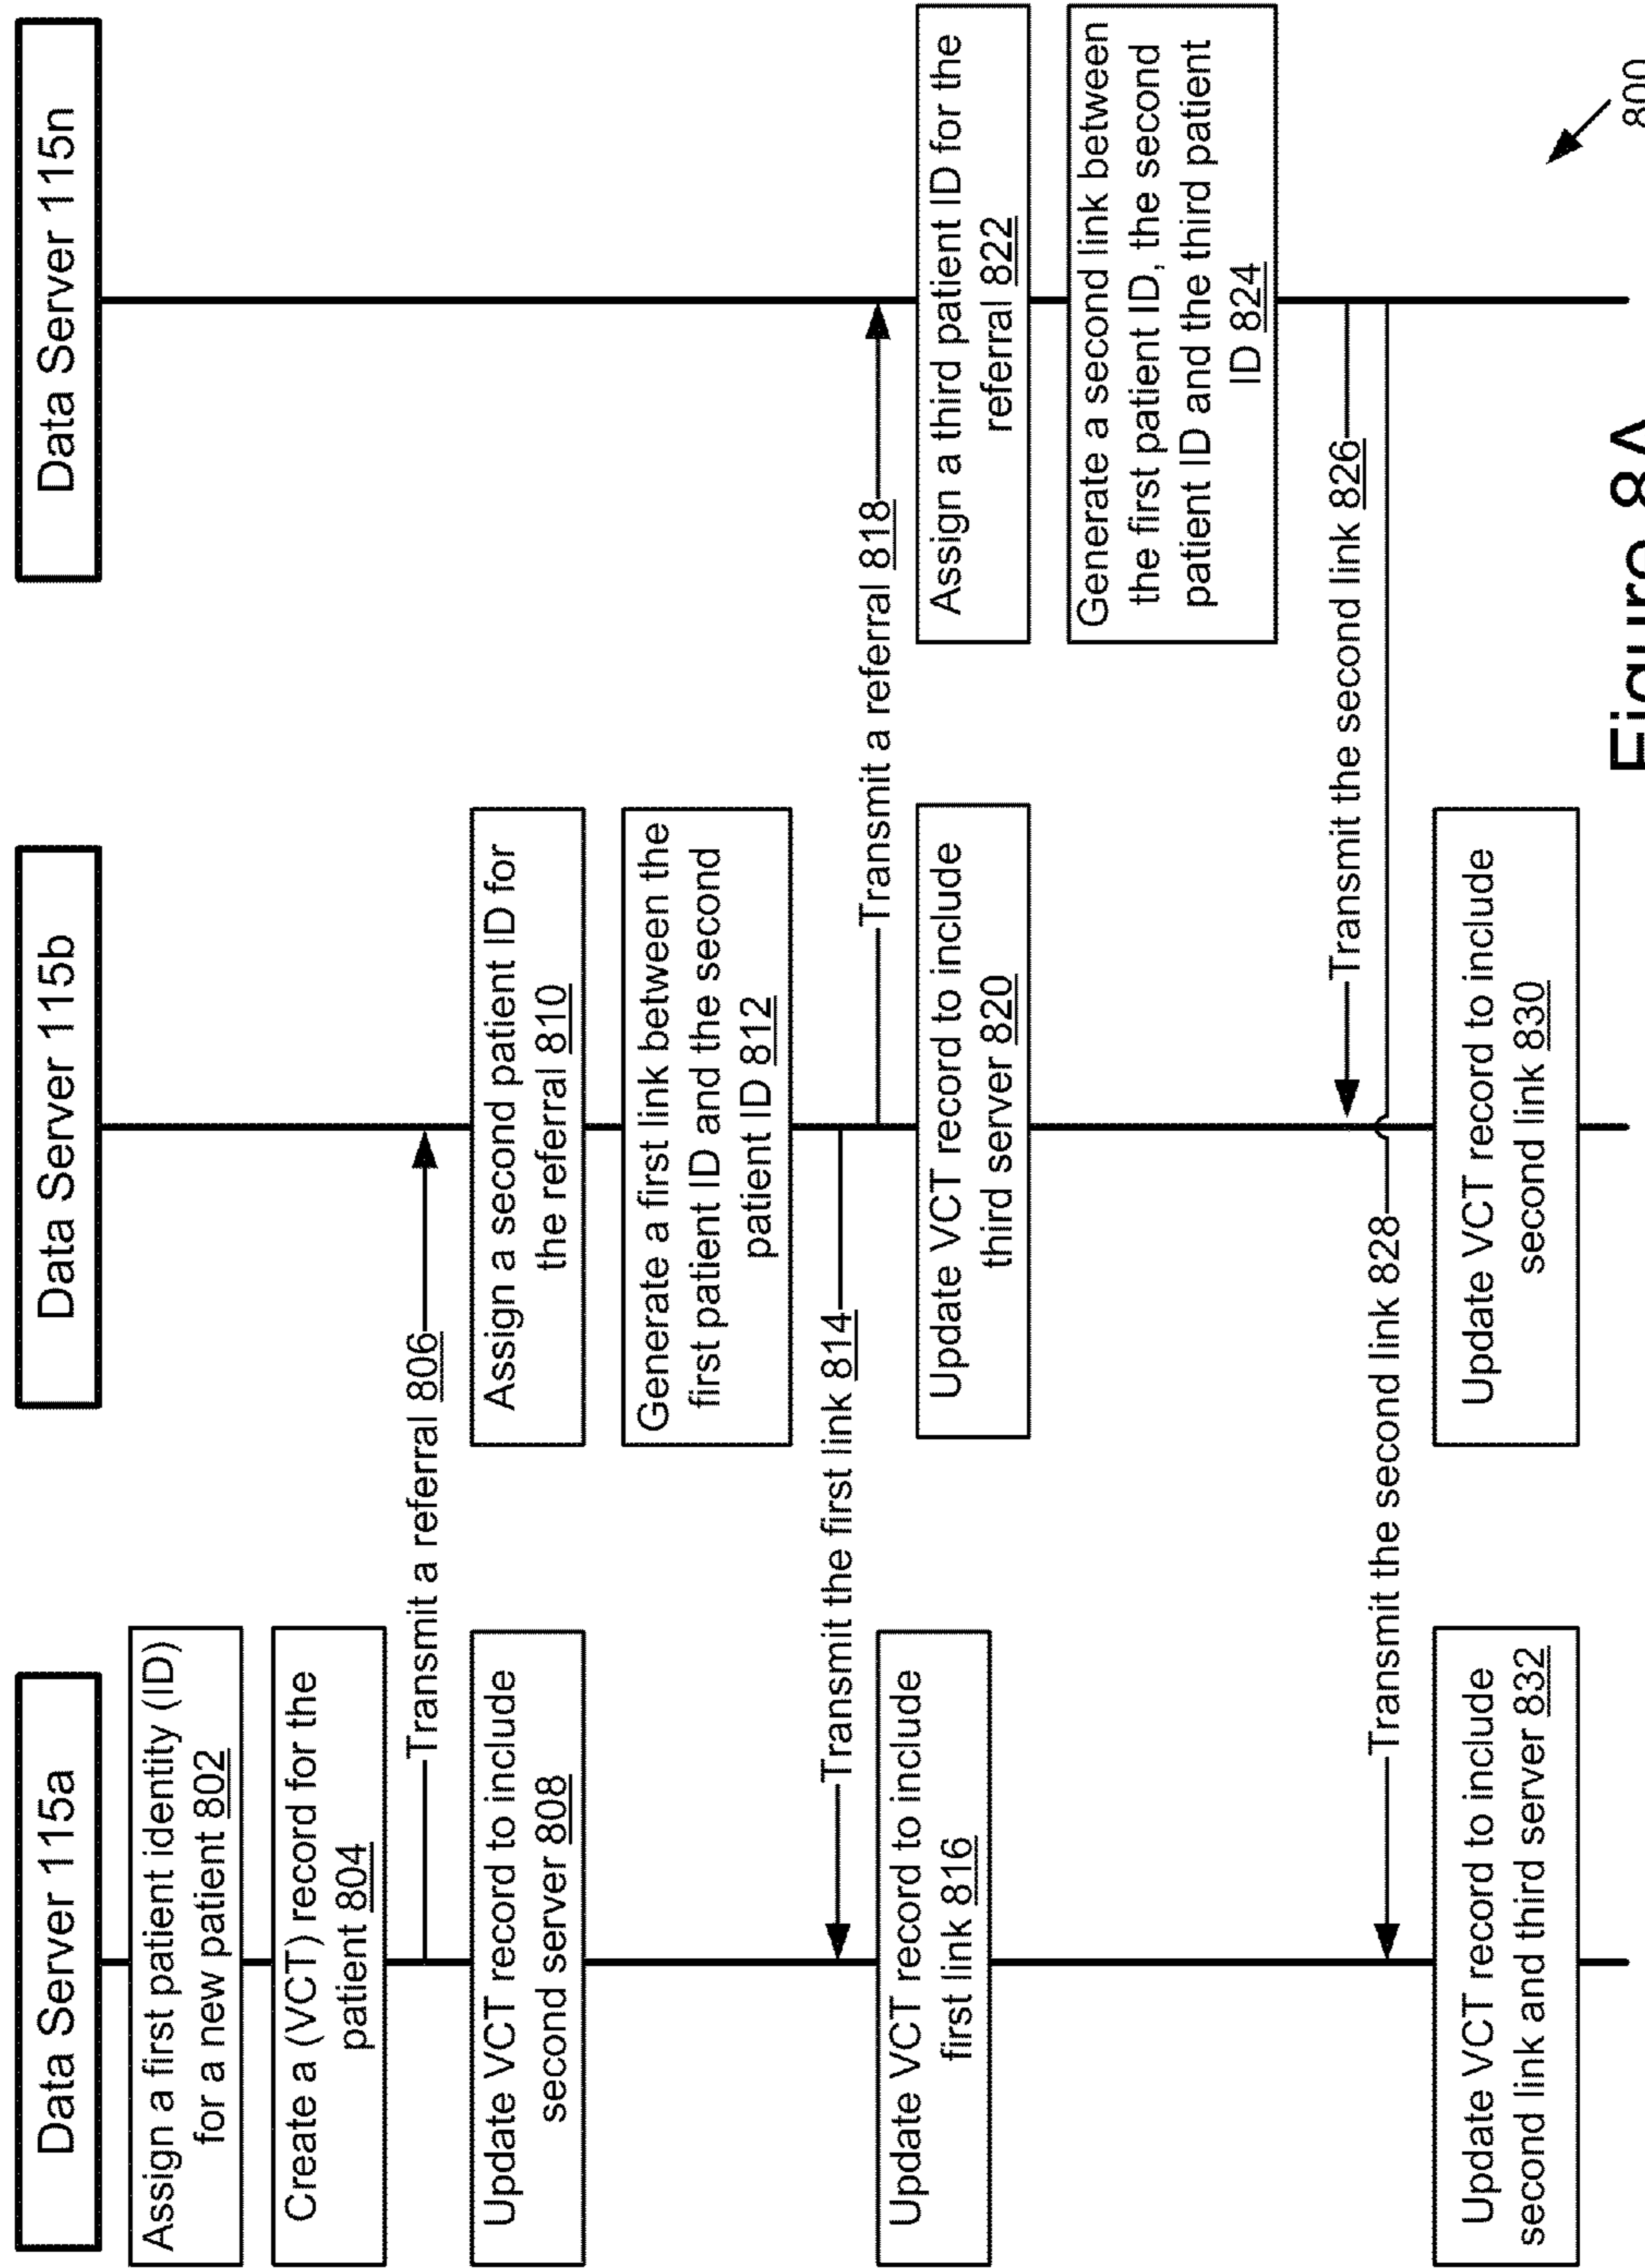 Data Server 115a
Data Server 115b
Data Server 115n
Assign a first patient identity (ID)
for a new patient 802
Create a (VCT) record for the
patient 804
Transmit a referral 806
Update VCT record to include
second server 808
Assign a second patient ID for
the referral 810
Generate a first link between the
first patient ID and the second
patient ID 812
Transmit the first link 814
Transmit a referral 818
Update VCT record to include
first link 816
Update VCT record to include
third server 820
Assign a third patient ID for the
referral 822
Generate a second link between
the first patient ID, the second
patient ID and the third patient
ID 824
Transmit the second link 826
Transmit the second link 828
Update VCT record to include
second link and third server 832
Update VCT record to include
second link 830
800
Figure 8A